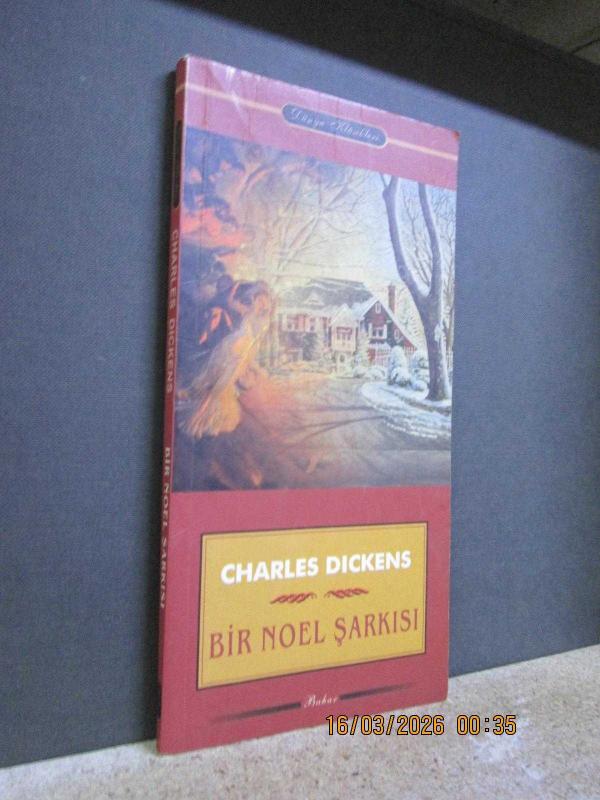 Dünya Klasikleri
CHARLES DICKENS
BİR NOEL ŞARKISI
CHARLES DICKENS
BİR NOEL ŞARKISI
Bahar
16/03/2026 00:35